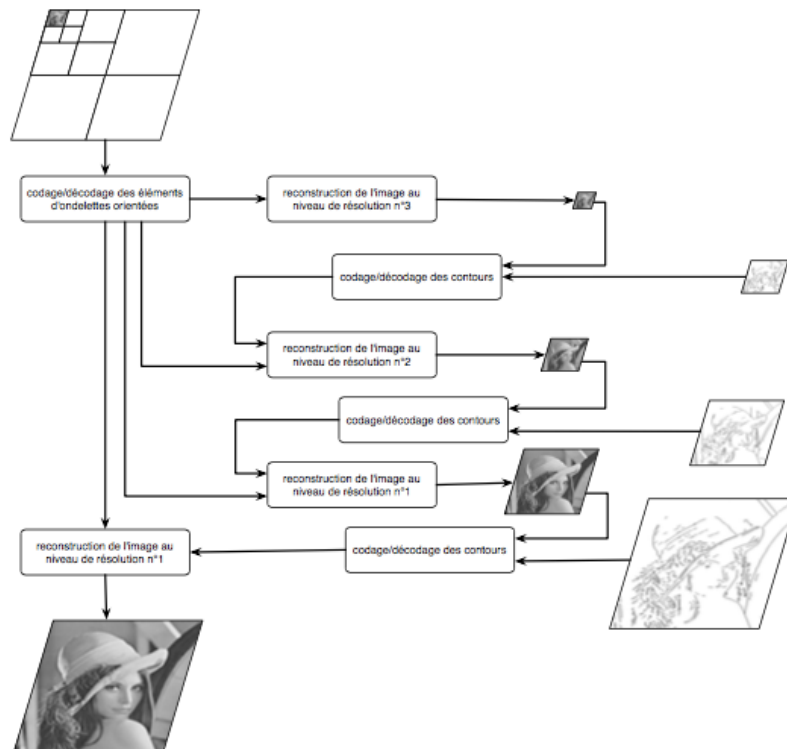 codage/décodage des éléments
d'ondelettes orientées
reconstruction de l'image au
niveau de résolution n°3
codage/décodage des contours
reconstruction de l'image au
niveau de résolution n°2
codage/décodage des contours
reconstruction de l'image au
niveau de résolution n°1
reconstruction de l'image au
niveau de résolution n°1
codage/décodage des contours